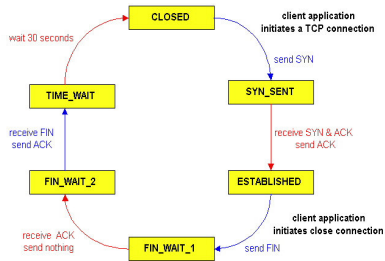 CLOSED
client application
initiates a TCP connection
wait 30 seconds
send SYN
TIME_WAIT
SYN_SENT
receive FIN
send ACK
receive SYN & ACK
send ACK
FIN_WAIT_2
ESTABLISHED
client application
initiates close connection
receive ACK
send nothing
FIN_WAIT_1
send FIN